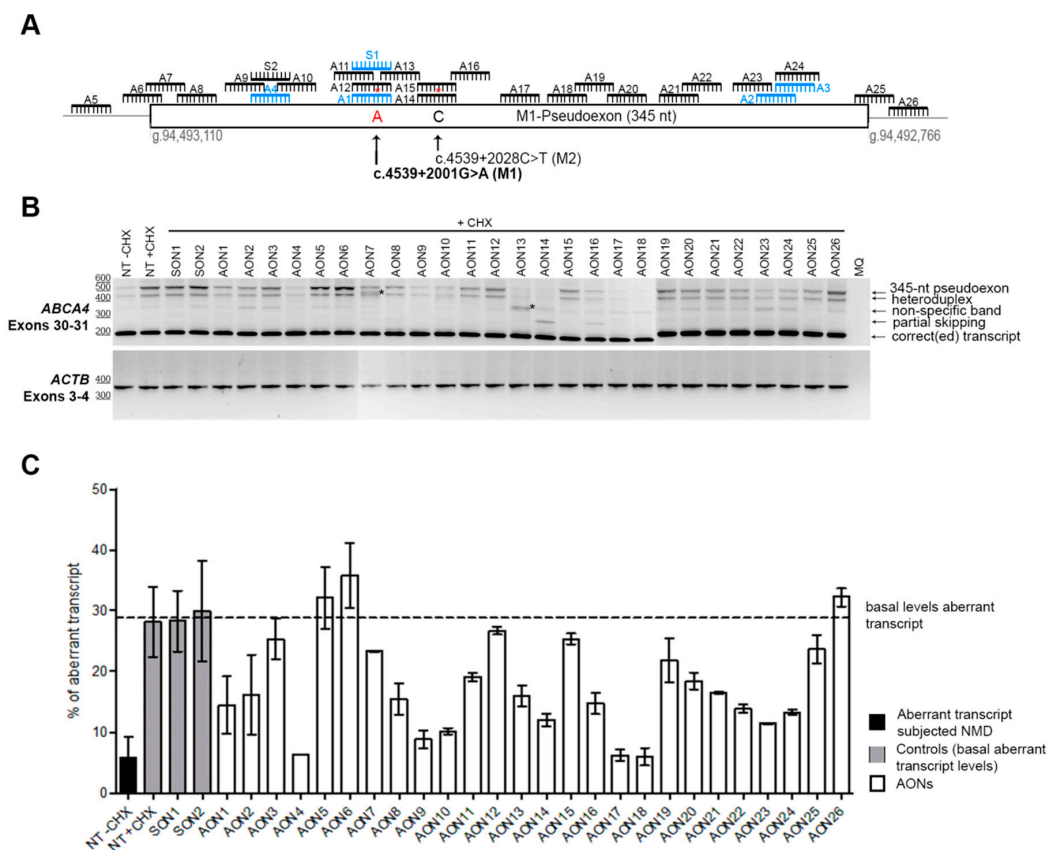 A
S1
A7 S2 A11 A13 A16 A19 A22 A24
A6 A8 A9 A4 A10 A12 A15 A17 A18 A20 A21 A23 A3 A25
A5 A1 A14 A2 A26
A C M1-Pseudoexon (345 nt)
g.94,493,110 g.94,492,766
c.4539+2028C>T (M2)
c.4539+2001G>A (M1)
B
+ CHX
NT -CHX NT +CHX SON1 SON2 AON1 AON2 AON3 AON4 AON5 AON6 AON7 AON8 AON9 AON10 AON11 AON12 AON13 AON14 AON15 AON16 AON17 AON18 AON19 AON20 AON21 AON22 AON23 AON24 AON25 AON26 MQ
600
500
400
300
200
ABCA4
Exons 30-31
* *
345-nt pseudoexon
heteroduplex
non-specific band
partial skipping
correct(ed) transcript
ACTB
Exons 3-4
400
300
C
% of aberrant transcript
50
40
30
20
10
0
basal levels aberrant
transcript
Aberrant transcript
subjected NMD
Controls (basal aberrant
transcript levels)
AONs
NT -CHX NT+CHX SON1 SON2 AON1 AON2 AON3 AON4 AON5 AON6 AON7 AON8 AON9 AON10 AON11 AON12 AON13 AON14 AON15 AON16 AON17 AON18 AON19 AON20 AON21 AON22 AON23 AON24 AON25 AON26